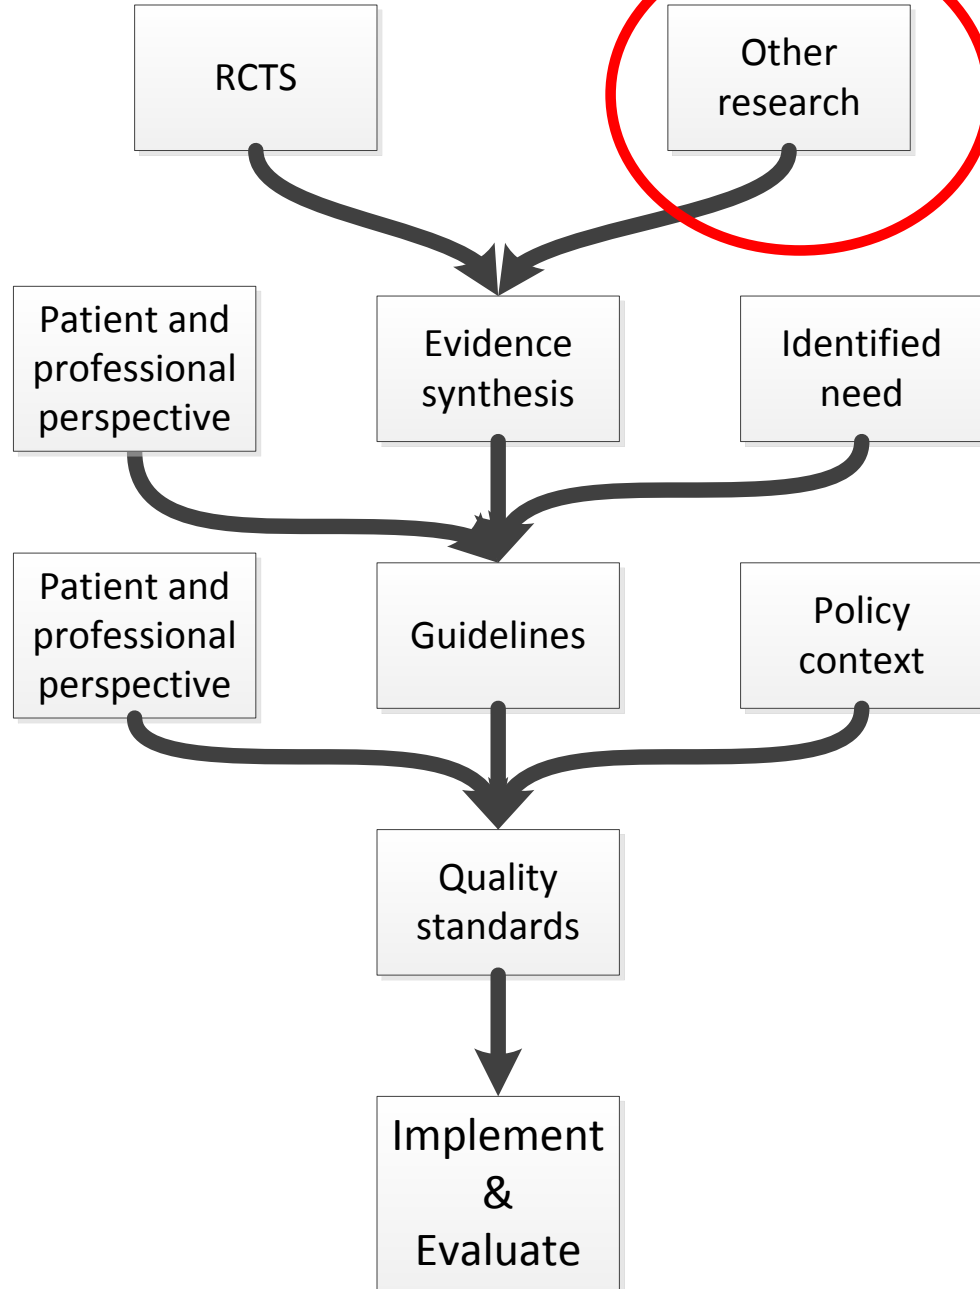 RCTS
Other
research
Patient and
professional
perspective
Evidence
synthesis
Identified
need
Patient and
professional
perspective
Guidelines
Policy
context
Quality
standards
Implement
&
Evaluate